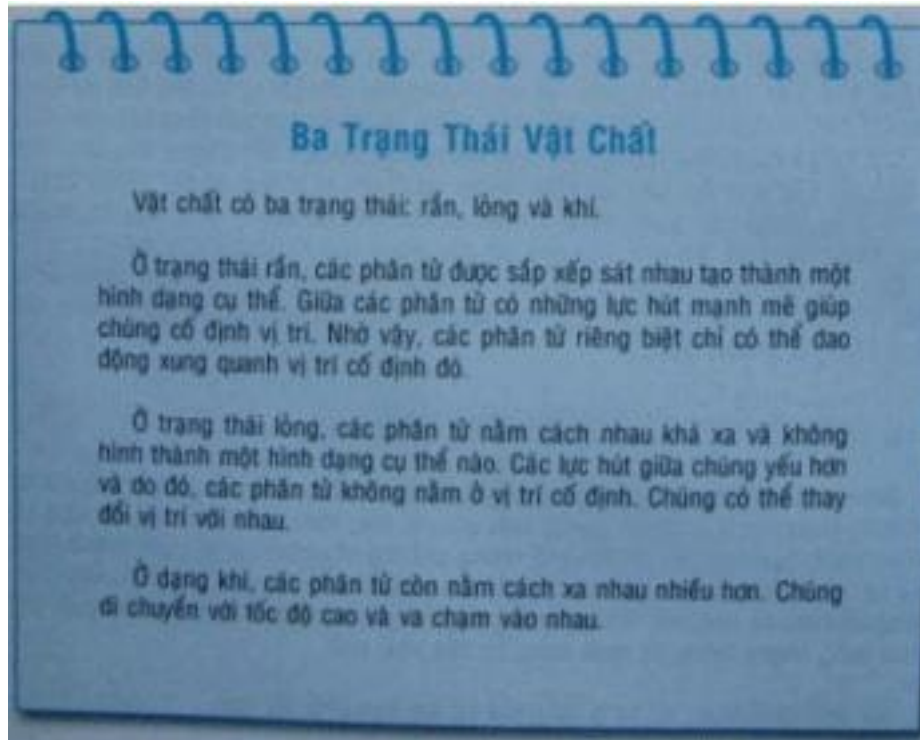 Ba Trạng Thái Vật Chất
Vật chất có ba trạng thái: rắn, lỏng và khí.
Ở trạng thái rắn, các phân tử được sắp xếp sát nhau tạo thành một
hình dạng cụ thể. Giữa các phân tử có những lực hút mạnh mẽ giúp
chúng cố định vị trí. Nhờ vậy, các phân tử riêng biệt chỉ có thể dao
động xung quanh vị trí cố định đó.
Ở trạng thái lỏng, các phân tử nằm cách nhau khá xa và không
hình thành một hình dạng cụ thể nào. Các lực hút giữa chúng yếu hơn
và do đó, các phân tử không nằm ở vị trí cố định. Chúng có thể thay
đổi vị trí với nhau.
Ở dạng khí, các phân tử còn nằm cách xa nhau nhiều hơn. Chúng
di chuyển với tốc độ cao và va chạm vào nhau.